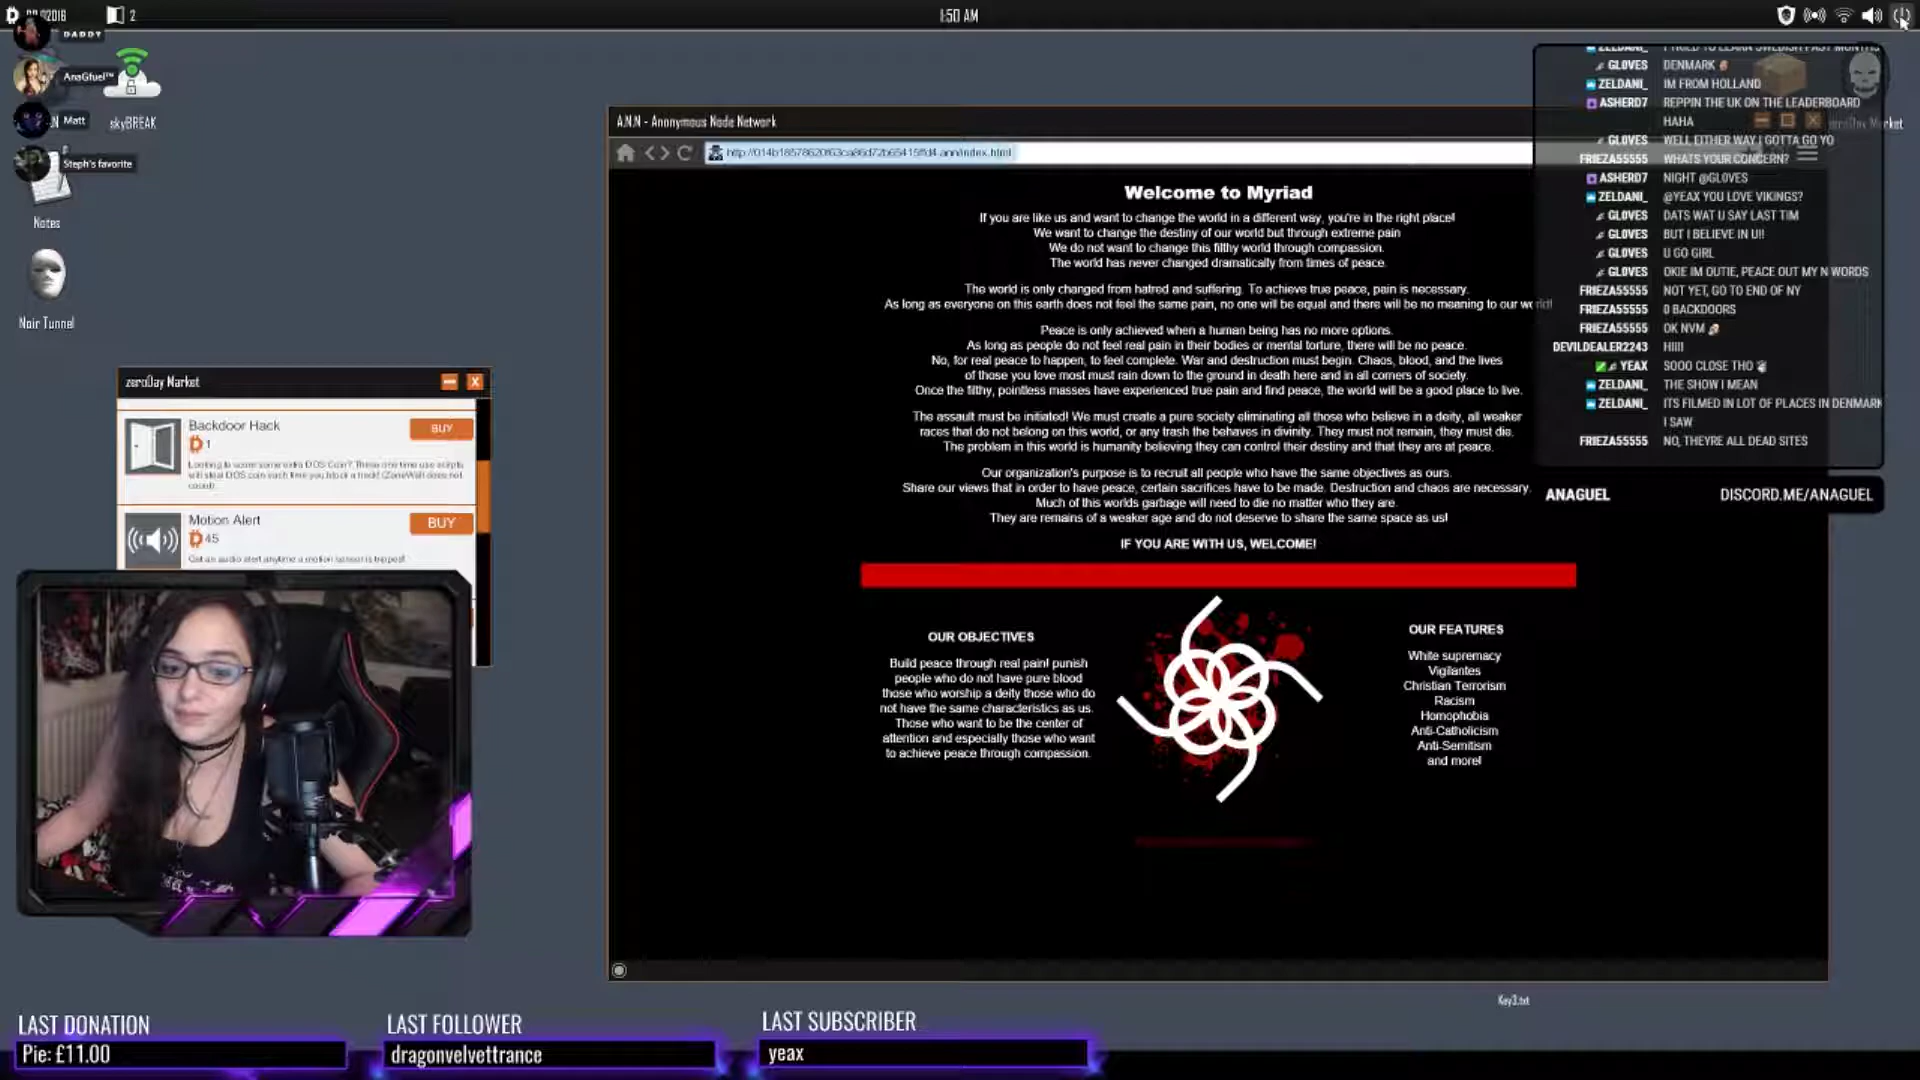 2
1:50 AM
DADDY
AnaGfuel™
Matt
Steph's favorite
skyBREAK
Notes
Noir Tunnel
A.N.N - Anonymous Node Network
Welcome to Myriad
If you are like us and want to change the world in a different way, you're in the right place!
We want to change the destiny of our world but through extreme pain
We do not want to change this filthy world through compassion.
The world has never changed dramatically from times of peace.
The world is only changed from hatred and suffering. To achieve true peace, pain is necessary.
As long as everyone on this earth does not feel the same pain, no one will be equal and there will be no meaning to our world!
Peace is only achieved when a human being has no more options.
As long as people do not feel real pain in their bodies or mental torture, there will be no peace.
No, for real peace to happen, to feel complete. War and destruction must begin. Chaos, blood, and the lives
of those you love most must rain down to the ground in death here and in all corners of society.
Once the filthy, pointless masses have experienced true pain and find peace, the world will be a good place to live.
The assault must be initiated! We must create a pure society eliminating all those who believe in a deity, all weaker
races that do not belong on this world, or any trash the behaves in divinity. They must not remain, they must die.
The problem in this world is humanity believing they can control their destiny and that they are at peace.
Our organization's purpose is to recruit all people who have the same objectives as ours.
Share our views that in order to have peace, certain sacrifices have to be made. Destruction and chaos are necessary.
Much of this worlds garbage will need to die no matter who they are.
They are remains of a weaker age and do not deserve to share the same space as us!
IF YOU ARE WITH US, WELCOME!
OUR OBJECTIVES
Build peace through real pain! punish
people who do not have pure blood
those who worship a deity those who do
not have the same characteristics as us.
Those who want to be the center of
attention and especially those who want
to achieve peace through compassion.
OUR FEATURES
White supremacy
Vigilantes
Christian Terrorism
Racism
Homophobia
Anti-Catholicism
Anti-Semitism
and more!
Key3.txt
zeroDay Market
Backdoor Hack
1
BUY
Motion Alert
45
BUY
Get an audio alert anytime a motion sensor is tripped!
ZELDANI_ I TRIED TO LEARN SWEDISH PAST MONTHS
GLOVES DENMARK
ZELDANI_ IM FROM HOLLAND
ASHERD7 REPPIN THE UK ON THE LEADERBOARD
HAHA
GLOVES WELL EITHER WAY I GOTTA GO YO
FRIEZA55555 WHATS YOUR CONCERN?
ASHERD7 NIGHT @GLOVES
ZELDANI_ @YEAX YOU LOVE VIKINGS?
GLOVES DATS WAT U SAY LAST TIM
GLOVES BUT I BELIEVE IN U!!
GLOVES U GO GIRL
GLOVES OKIE IM OUTIE, PEACE OUT MY N WORDS
FRIEZA55555 NOT YET, GO TO END OF NY
FRIEZA55555 0 BACKDOORS
FRIEZA55555 OK NVM
DEVILDEALER2243 HI!!!
YEAX SOOO CLOSE THO
ZELDANI_ THE SHOW I MEAN
ZELDANI_ ITS FILMED IN LOT OF PLACES IN DENMARK
I SAW
FRIEZA55555 NO, THEYRE ALL DEAD SITES
ANAGUEL DISCORD.ME/ANAGUEL
LAST DONATION
Pie: £11.00
LAST FOLLOWER
dragonvelvettrance
LAST SUBSCRIBER
yeax